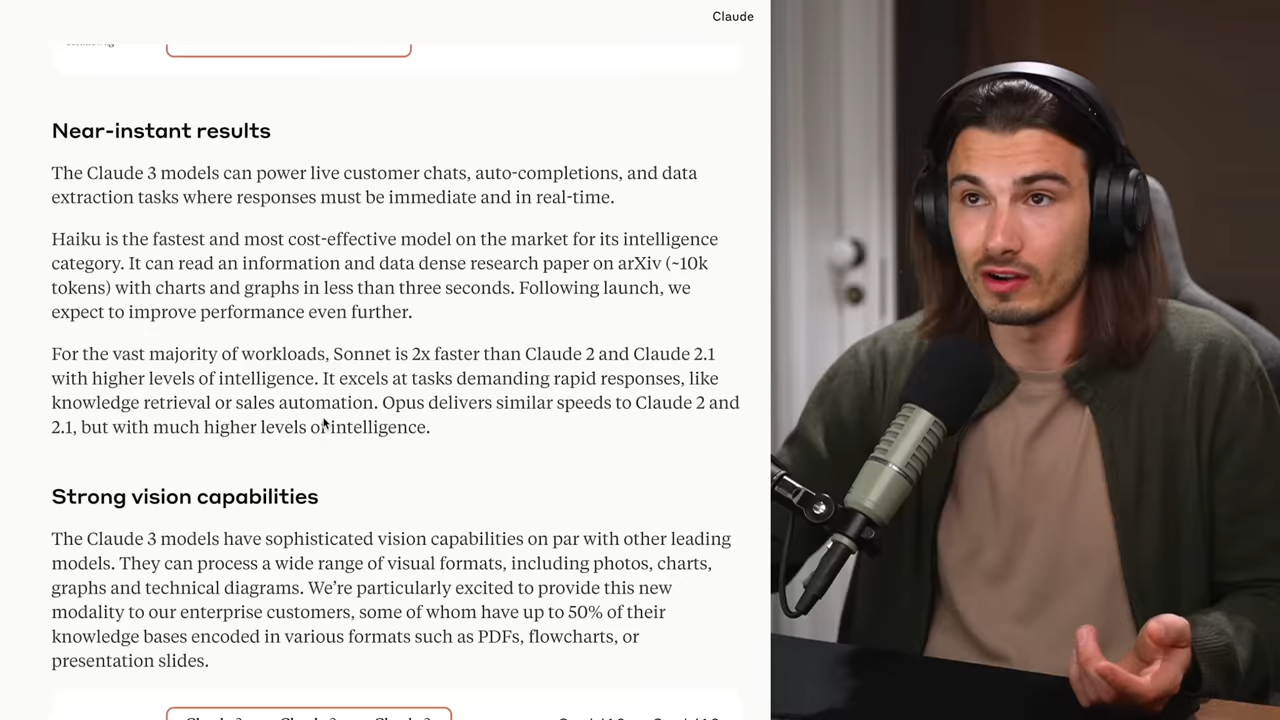 Claude
Near-instant results
The Claude 3 models can power live customer chats, auto-completions, and data
extraction tasks where responses must be immediate and in real-time.
Haiku is the fastest and most cost-effective model on the market for its intelligence
category. It can read an information and data dense research paper on arXiv (~10k
tokens) with charts and graphs in less than three seconds. Following launch, we
expect to improve performance even further.
For the vast majority of workloads, Sonnet is 2x faster than Claude 2 and Claude 2.1
with higher levels of intelligence. It excels at tasks demanding rapid responses, like
knowledge retrieval or sales automation. Opus delivers similar speeds to Claude 2 and
2.1, but with much higher levels of intelligence.
Strong vision capabilities
The Claude 3 models have sophisticated vision capabilities on par with other leading
models. They can process a wide range of visual formats, including photos, charts,
graphs and technical diagrams. We’re particularly excited to provide this new
modality to our enterprise customers, some of whom have up to 50% of their
knowledge bases encoded in various formats such as PDFs, flowcharts, or
presentation slides.